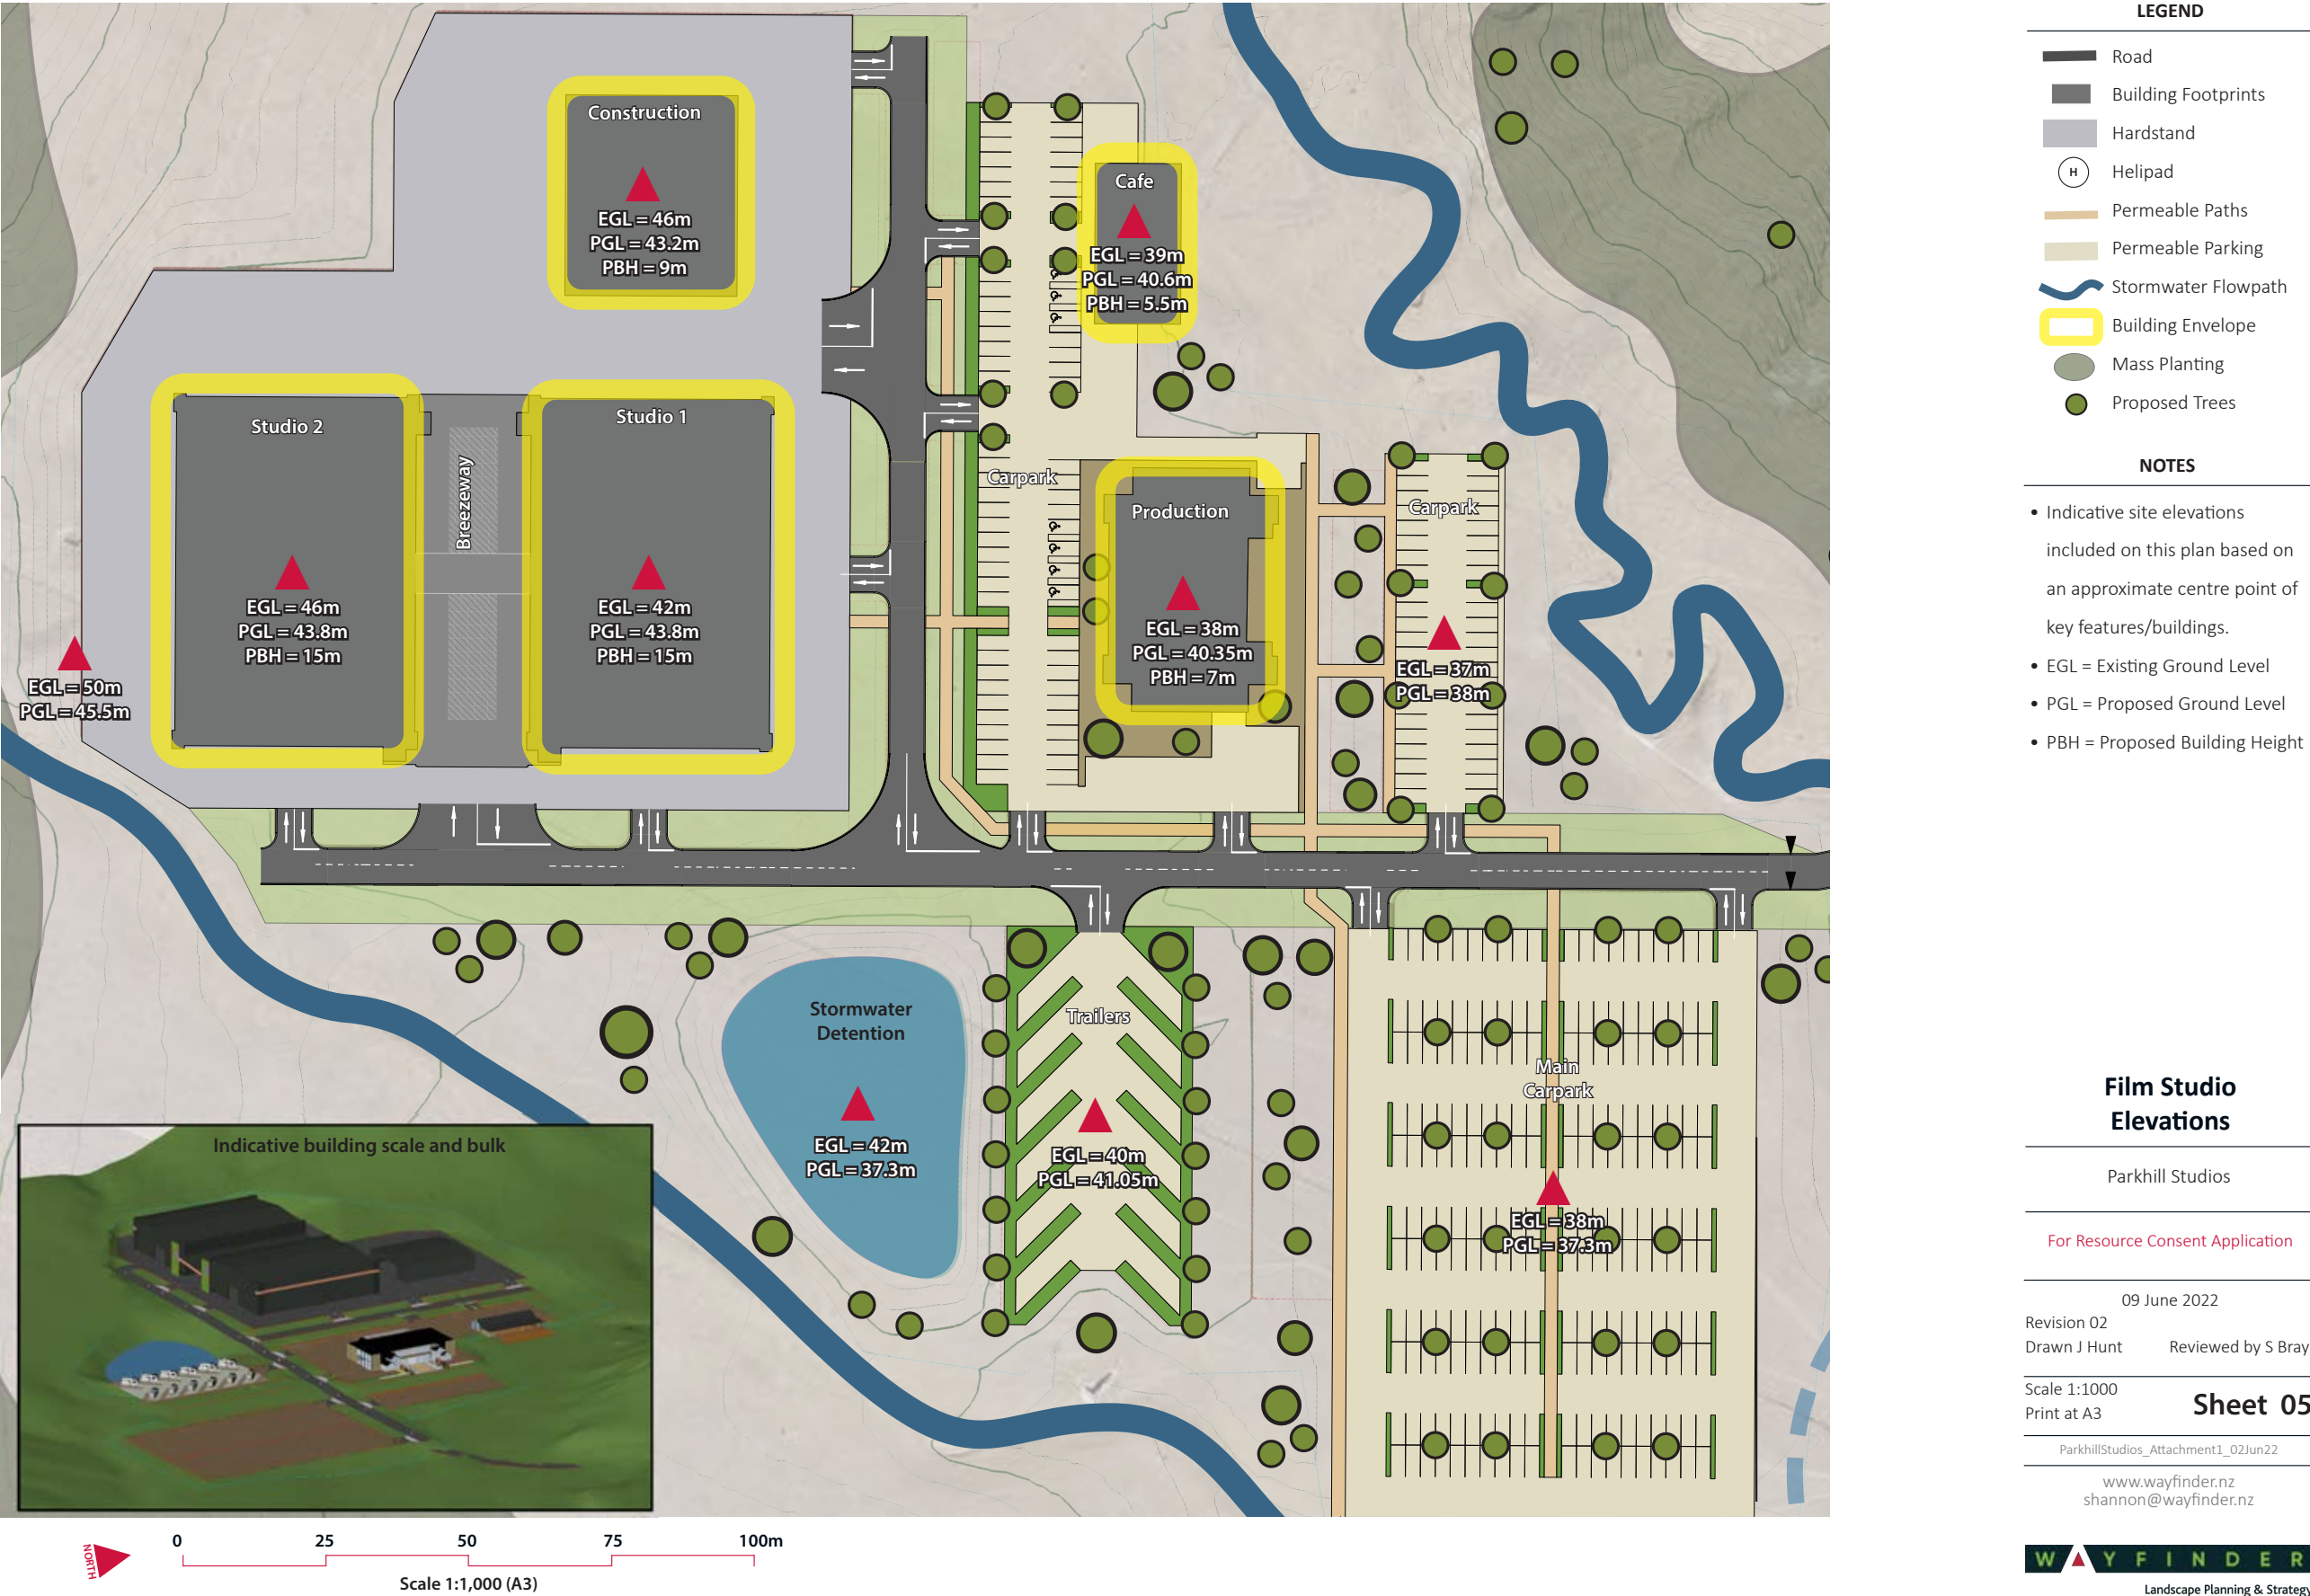 Construction
EGL = 46m
PGL = 43.2m
PBH = 9m
Cafe
EGL = 39m
PGL = 40.6m
PBH = 5.5m
Studio 2
EGL = 46m
PGL = 43.8m
PBH = 15m
Breezeway
Studio 1
EGL = 42m
PGL = 43.8m
PBH = 15m
Carpark
Production
EGL = 38m
PGL = 40.35m
PBH = 7m
Carpark
EGL = 37m
PGL = 38m
EGL = 50m
PGL = 45.5m
Stormwater
Detention
EGL = 42m
PGL = 37.3m
Trailers
EGL = 40m
PGL = 41.05m
Main
Carpark
EGL = 38m
PGL = 37.3m
Indicative building scale and bulk
NORTH
0 25 50 75 100m
Scale 1:1,000 (A3)
LEGEND
Road
Building Footprints
Hardstand
H Helipad
Permeable Paths
Permeable Parking
Stormwater Flowpath
Building Envelope
Mass Planting
Proposed Trees
NOTES
• Indicative site elevations
included on this plan based on
an approximate centre point of
key features/buildings.
• EGL = Existing Ground Level
• PGL = Proposed Ground Level
• PBH = Proposed Building Height
Film Studio
Elevations
Parkhill Studios
For Resource Consent Application
09 June 2022
Revision 02
Drawn J Hunt Reviewed by S Bray
Scale 1:1000
Print at A3
Sheet 05
ParkhillStudios_Attachment1_02Jun22
www.wayfinder.nz
shannon@wayfinder.nz
WAYFINDER
Landscape Planning & Strategy